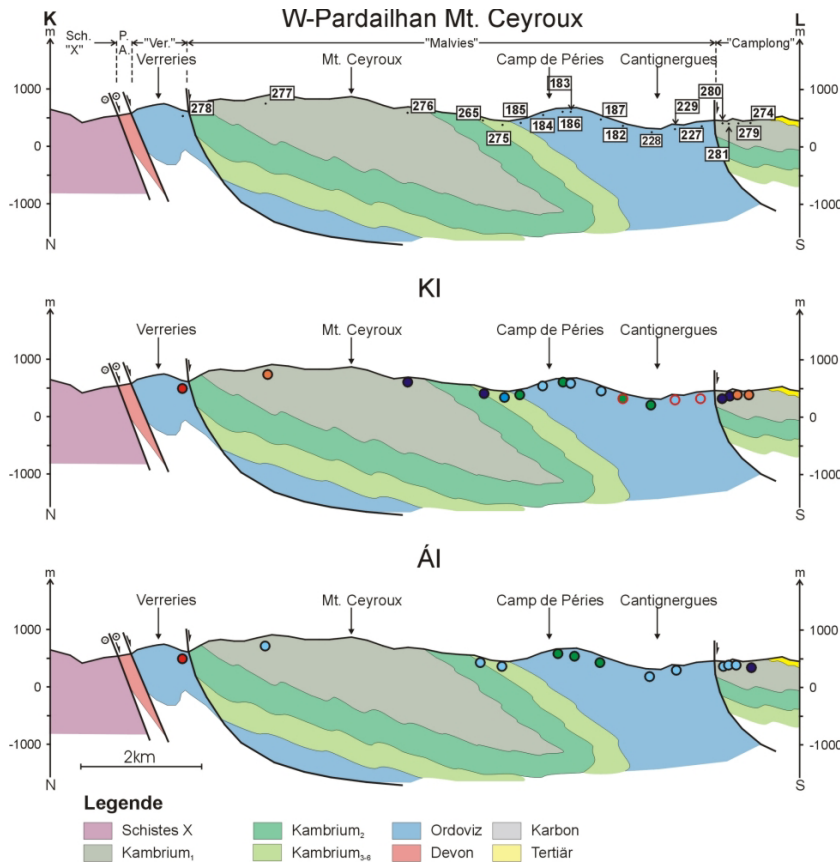 W-Pardailhan Mt. Ceyroux
K
L
m
m
Sch.
"X"
P.
A.
"Ver."
"Malvies"
"Camplong"
Verreries
Mt. Ceyroux
Camp de Péries
Cantignergues
183
280
1000
278
277
276
265
185
187
229
274
1000
275
184
186
182
228
227
279
0
281
0
-1000
-1000
N
S
KI
m
m
Verreries
Mt. Ceyroux
Camp de Péries
Cantignergues
1000
1000
0
0
-1000
-1000
N
S
ÁI
m
m
Verreries
Mt. Ceyroux
Camp de Péries
Cantignergues
1000
1000
0
0
-1000
-1000
2km
N
S
Legende
Schistes X
Kambrium₂
Ordoviz
Karbon
Kambrium₁
Kambrium₃₋₆
Devon
Tertiär